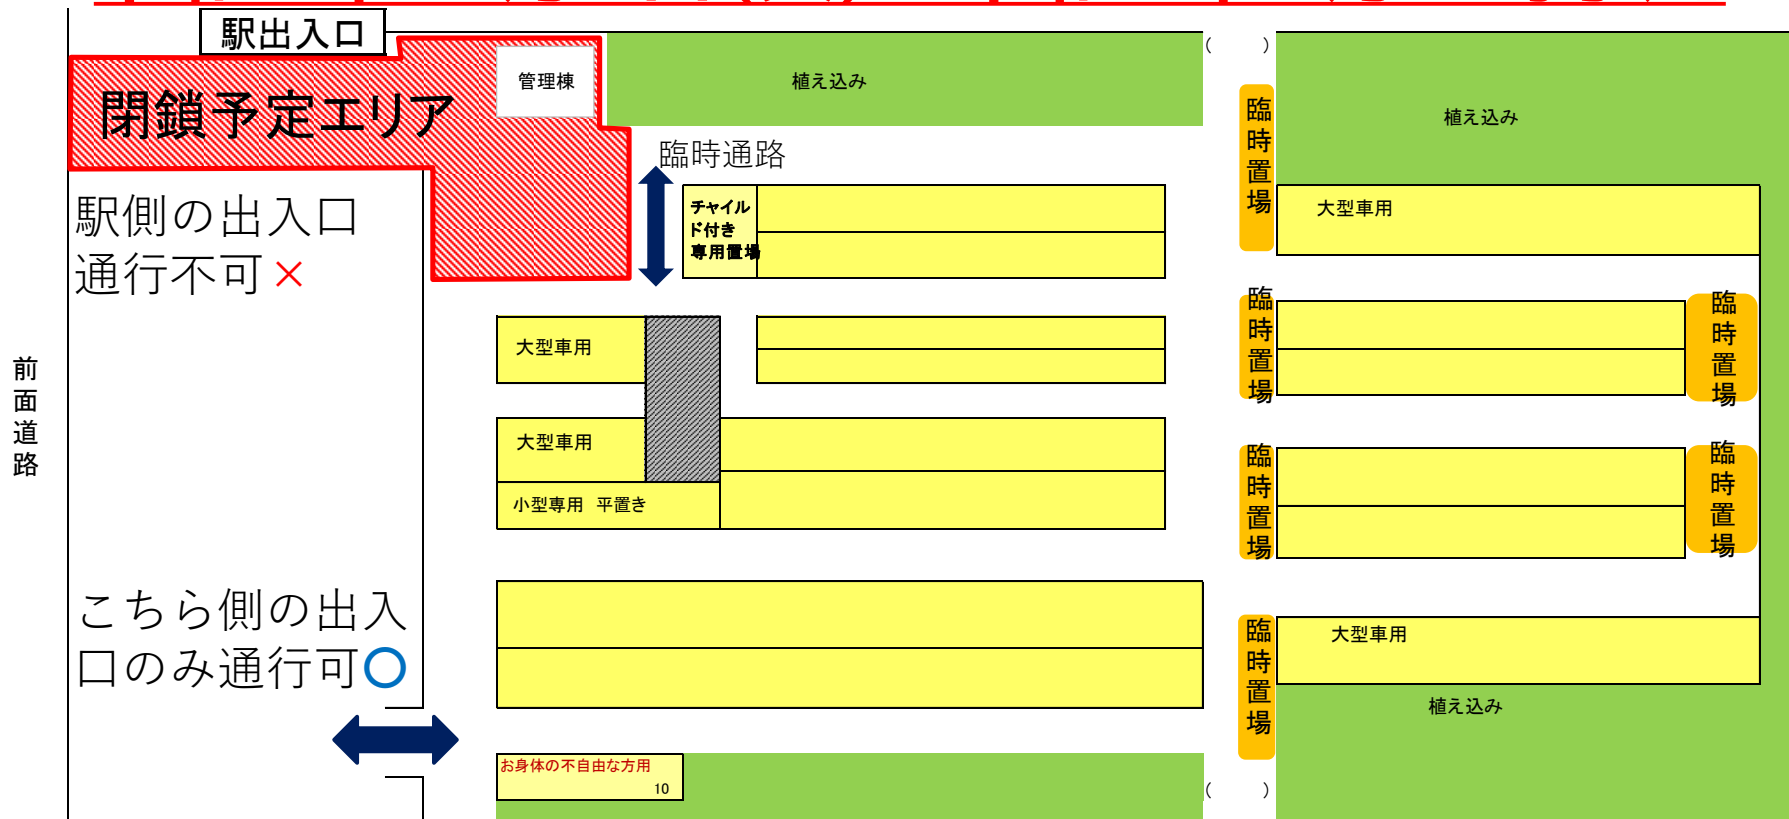 駅出入口
閉鎖予定エリア
管理棟
植え込み
(　　)
植え込み
臨時置場
臨時通路
チャイル
ド付き
専用置場
大型車用
駅側の出入口
通行不可×
臨時置場
臨時置場
大型車用
前面道路
大型車用
小型専用 平置き
臨時置場
臨時置場
こちら側の出入
口のみ通行可○
臨時置場
大型車用
植え込み
お身体の不自由な方用
10
(　　)